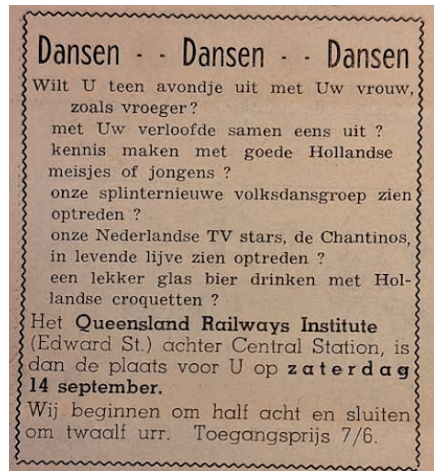 Dansen - - Dansen - - Dansen
Wilt U teen avondje uit met Uw vrouw,
zoals vroeger ?
met Uw verloofde samen eens uit ?
kennis maken met goede Hollandse
meisjes of jongens ?
onze splinternieuwe volksdansgroep zien
optreden ?
onze Nederlandse TV stars, de Chantinos,
in levende lijve zien optreden ?
een lekker glas bier drinken met Hol-
landse croquetten ?
Het Queensland Railways Institute
(Edward St.) achter Central Station, is
dan de plaats voor U op zaterdag
14 september.
Wij beginnen om half acht en sluiten
om twaalf urr. Toegangsprijs 7/6.